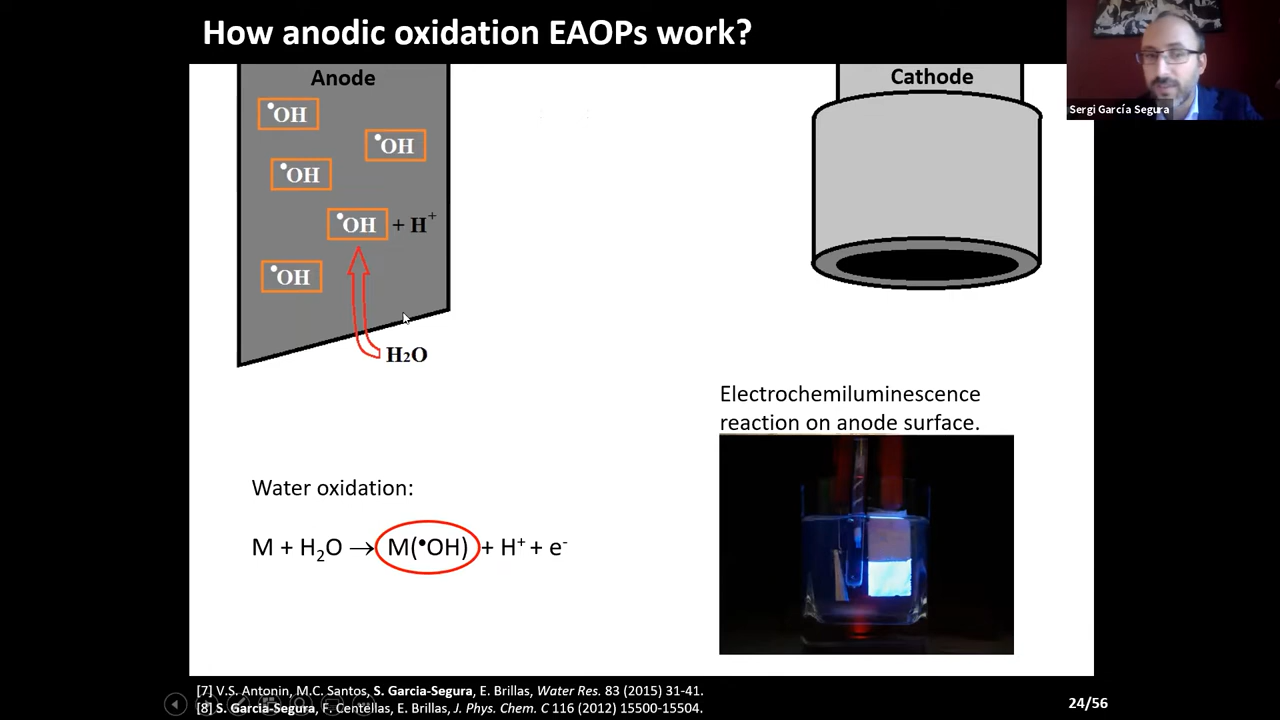 How anodic oxidation EAOPs work?
Anode
Cathode
•OH
•OH
•OH
•OH + H⁺
•OH
H₂O
Sergi García Segura
Electrochemiluminescence
reaction on anode surface.
Water oxidation:
M + H₂O → M(•OH) + H⁺ + e⁻
[7] V.S. Antonin, M.C. Santos, S. Garcia-Segura, E. Brillas, Water Res. 83 (2015) 31-41.
[8] S. Garcia-Segura, F. Centellas, E. Brillas, J. Phys. Chem. C 116 (2012) 15500-15504.
24/56